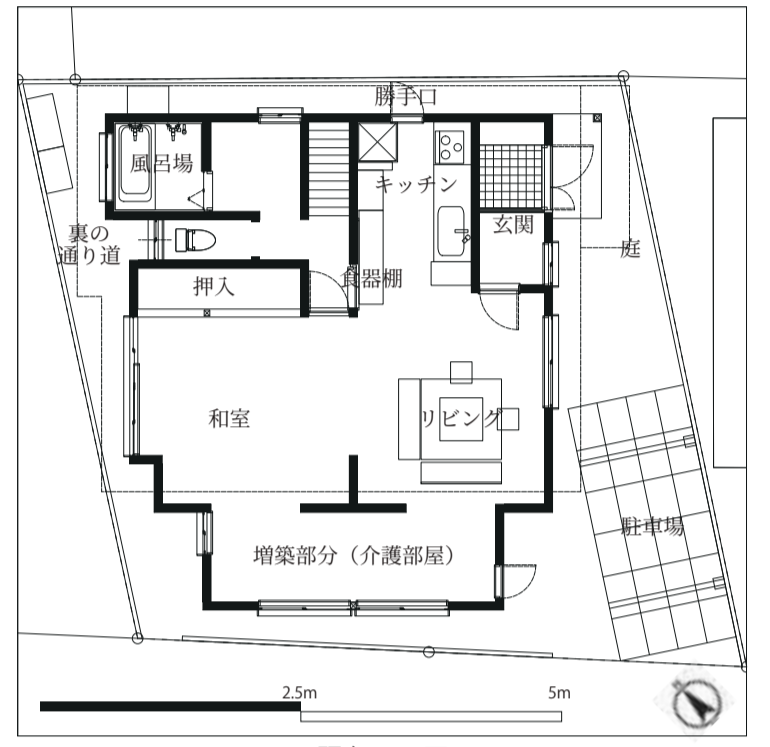 勝手口
風呂場
キッチン
玄関
裏の
通り道
庭
食器棚
押入
和室
リビング
駐車場
増築部分（介護部屋）
2.5m
5m